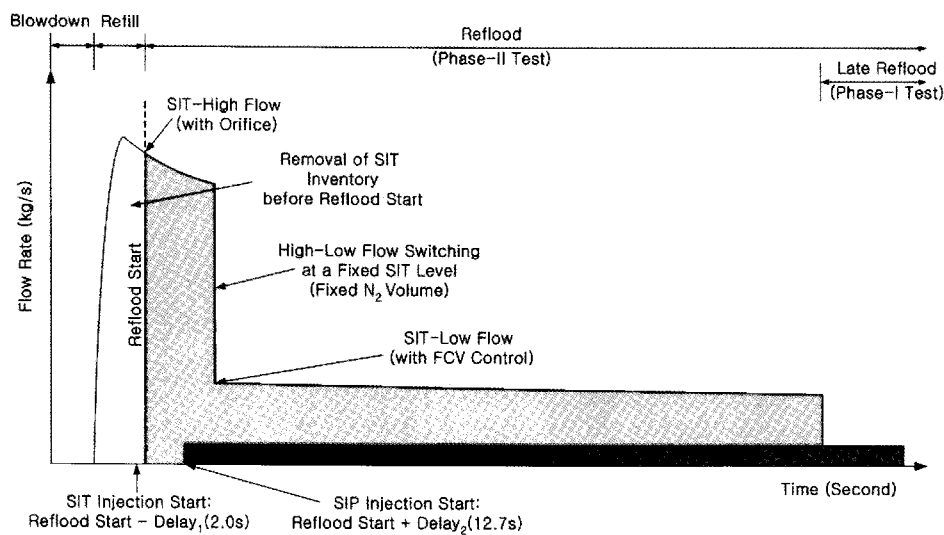 Blowdown Refill
Reflood
(Phase-II Test)
Late Reflood
(Phase-I Test)
SIT-High Flow
(with Orifice)
Removal of SIT
Inventory
before Reflood Start
High-Low Flow Switching
at a Fixed SIT Level
(Fixed N₂ Volume)
SIT-Low Flow
(with FCV Control)
Flow Rate (kg/s)
Reflood Start
Time (Second)
SIT Injection Start:
Reflood Start - Delay₁(2.0s)
SIP Injection Start:
Reflood Start + Delay₂(12.7s)